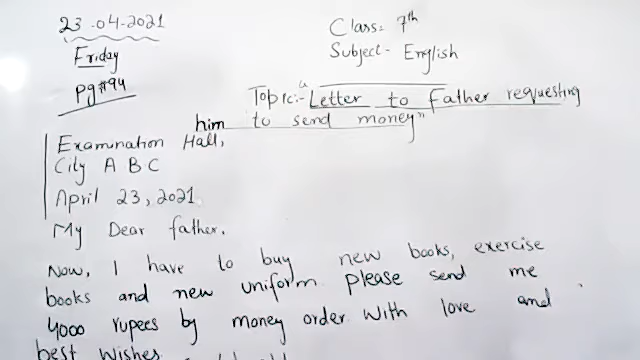 23-04-2021
Friday
Pg#94
Class: 7th
Subject- English
Topic:- "Letter to Father requesting
him to send money"
Examination Hall,
City A B C
April 23, 2021.
My Dear father,
Now, I have to buy new books, exercise
books and new uniform please send me
4000 rupees by money order with love and
best wishes